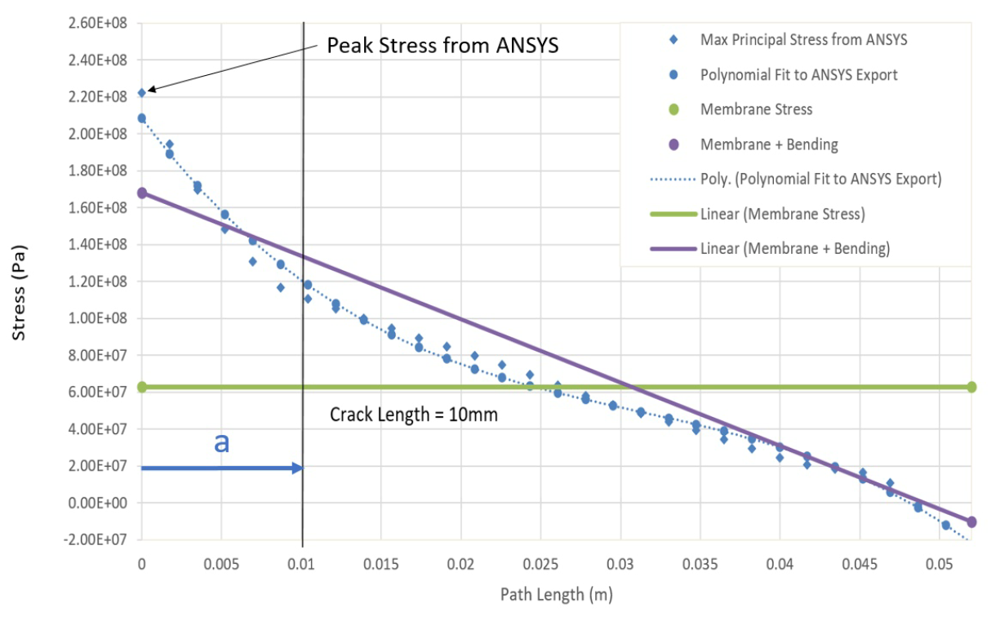 2.60E+08
2.40E+08
2.20E+08
2.00E+08
1.80E+08
1.60E+08
1.40E+08
1.20E+08
1.00E+08
8.00E+07
6.00E+07
4.00E+07
2.00E+07
0.00E+00
-2.00E+07
Stress (Pa)
Peak Stress from ANSYS
Max Principal Stress from ANSYS
Polynomial Fit to ANSYS Export
Membrane Stress
Membrane + Bending
Poly. (Polynomial Fit to ANSYS Export)
Linear (Membrane Stress)
Linear (Membrane + Bending)
Crack Length = 10mm
a
0 0.005 0.01 0.015 0.02 0.025 0.03 0.035 0.04 0.045 0.05
Path Length (m)